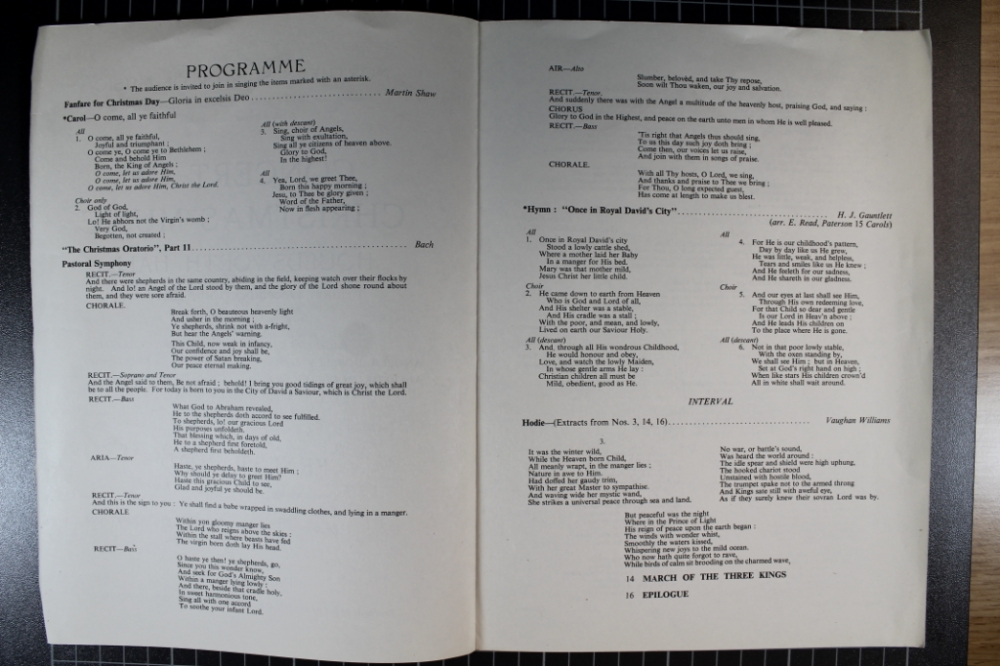 PROGRAMME
* The audience is invited to join in singing the items marked with an asterisk.
Fanfare for Christmas Day—Gloria in excelsis Deo........................................ Martin Shaw
*Carol—O come, all ye faithful
All
1. O come, all ye faithful,
Joyful and triumphant ;
O come ye, O come ye to Bethlehem ;
Come and behold Him
Born, the King of Angels ;
O come, let us adore Him,
O come, let us adore Him,
O come, let us adore Him, Christ the Lord.
Choir only
2. God of God,
Light of light,
Lo! He abhors not the Virgin's womb ;
Very God,
Begotten, not created ;
All (with descant)
3. Sing, choir of Angels,
Sing with exultation,
Sing all ye citizens of heaven above.
Glory to God,
In the highest!
All
4. Yea, Lord, we greet Thee,
Born this happy morning ;
Jesu, to Thee be glory given ;
Word of the Father,
Now in flesh appearing ;
"The Christmas Oratorio", Part II........................................ Bach
Pastoral Symphony
RECIT.—Tenor
And there were shepherds in the same country, abiding in the field, keeping watch over their flocks by
night. And lo! an Angel of the Lord stood by them, and the glory of the Lord shone round about
them, and they were sore afraid.
CHORALE.
Break forth, O beauteous heavenly light
And usher in the morning ;
Ye shepherds, shrink not with a-fright,
But hear the Angels' warning.
This Child, now weak in infancy,
Our confidence and joy shall be,
The power of Satan breaking,
Our peace eternal making.
RECIT.—Soprano and Tenor
And the Angel said to them, Be not afraid ; behold! I bring you good tidings of great joy, which shall
be to all the people. For today is born to you in the City of David a Saviour, which is Christ the Lord.
RECIT.—Bass
What God to Abraham revealed,
He to the shepherds doth accord to see fulfilled.
To shepherds, lo! our gracious Lord
His purposes unfoldeth.
That blessing which, in days of old,
He to a shepherd first foretold,
A shepherd first beholdeth.
ARIA—Tenor
Haste, ye shepherds, haste to meet Him ;
Why should ye delay to greet Him?
Haste this gracious Child to see,
Glad and joyful ye should be.
RECIT.—Tenor
And this is the sign to you : Ye shall find a babe wrapped in swaddling clothes, and lying in a manger.
CHORALE
Within yon gloomy manger lies
The Lord who reigns above the skies ;
Within the stall where beasts have fed
The virgin born doth lay His head.
RECIT—Bass
O haste ye then! ye shepherds, go,
Since you this wonder know,
And seek for God's Almighty Son
Within a manger lying lowly :
And there, beside that cradle holy,
In sweet harmonious tone,
Sing all with one accord
To soothe your infant Lord.
AIR—Alto
Slumber, belovèd, and take Thy repose,
Soon wilt Thou waken, our joy and salvation.
RECIT.—Tenor.
And suddenly there was with the Angel a multitude of the heavenly host, praising God, and saying :
CHORUS
Glory to God in the Highest, and peace on the earth unto men in whom He is well pleased.
RECIT.—Bass
'Tis right that Angels thus should sing,
To us this day such joy doth bring ;
Come then, our voices let us raise,
And join with them in songs of praise.
CHORALE.
With all Thy hosts, O Lord, we sing,
And thanks and praise to Thee we bring ;
For Thou, O long expected guest,
Has come at length to make us blest.
*Hymn : "Once in Royal David's City"........................................ H. J. Gauntlett
(arr. E. Read, Paterson 15 Carols)
All
1. Once in Royal David's city
Stood a lowly cattle shed,
Where a mother laid her Baby
In a manger for His bed.
Mary was that mother mild,
Jesus Christ her little child.
Choir
2. He came down to earth from Heaven
Who is God and Lord of all,
And His shelter was a stable,
And His cradle was a stall ;
With the poor, and mean, and lowly,
Lived on earth our Saviour Holy.
All (descant)
3. And, through all His wondrous Childhood,
He would honour and obey,
Love, and watch the lowly Maiden,
In whose gentle arms He lay :
Christian children all must be
Mild, obedient, good as He.
All
4. For He is our childhood's pattern,
Day by day like us He grew,
He was little, weak, and helpless,
Tears and smiles like us He knew ;
And He feeleth for our sadness,
And He shareth in our gladness.
Choir
5. And our eyes at last shall see Him,
Through His own redeeming love,
For that Child so dear and gentle
Is our Lord in Heav'n above ;
And He leads His children on
To the place where He is gone.
All (descant)
6. Not in that poor lowly stable,
With the oxen standing by,
We shall see Him ; but in Heaven,
Set at God's right hand on high ;
When like stars His children crown'd
All in white shall wait around.
INTERVAL
Hodie—(Extracts from Nos. 3, 14, 16)........................................ Vaughan Williams
3.
It was the winter wild,
While the Heaven born Child,
All meanly wrapt, in the manger lies ;
Nature in awe to Him.
Had doffed her gaudy trim,
With her great Master to sympathise.
And waving wide her mystic wand,
She strikes a universal peace through sea and land.
No war, or battle's sound,
Was heard the world around :
The idle spear and shield were high uphung.
The hooked chariot stood
Unstained with hostile blood,
The trumpet spake not to the armed throng
And Kings sate still with aweful eye,
As if they surely knew their sovran Lord was by.
But peaceful was the night
Where in the Prince of Light
His reign of peace upon the earth began :
The winds with wonder whist,
Smoothly the waters kissed,
Whispering new joys to the mild ocean.
Who now hath quite forgot to rave,
While birds of calm sit brooding on the charmed wave,
14 MARCH OF THE THREE KINGS
16 EPILOGUE